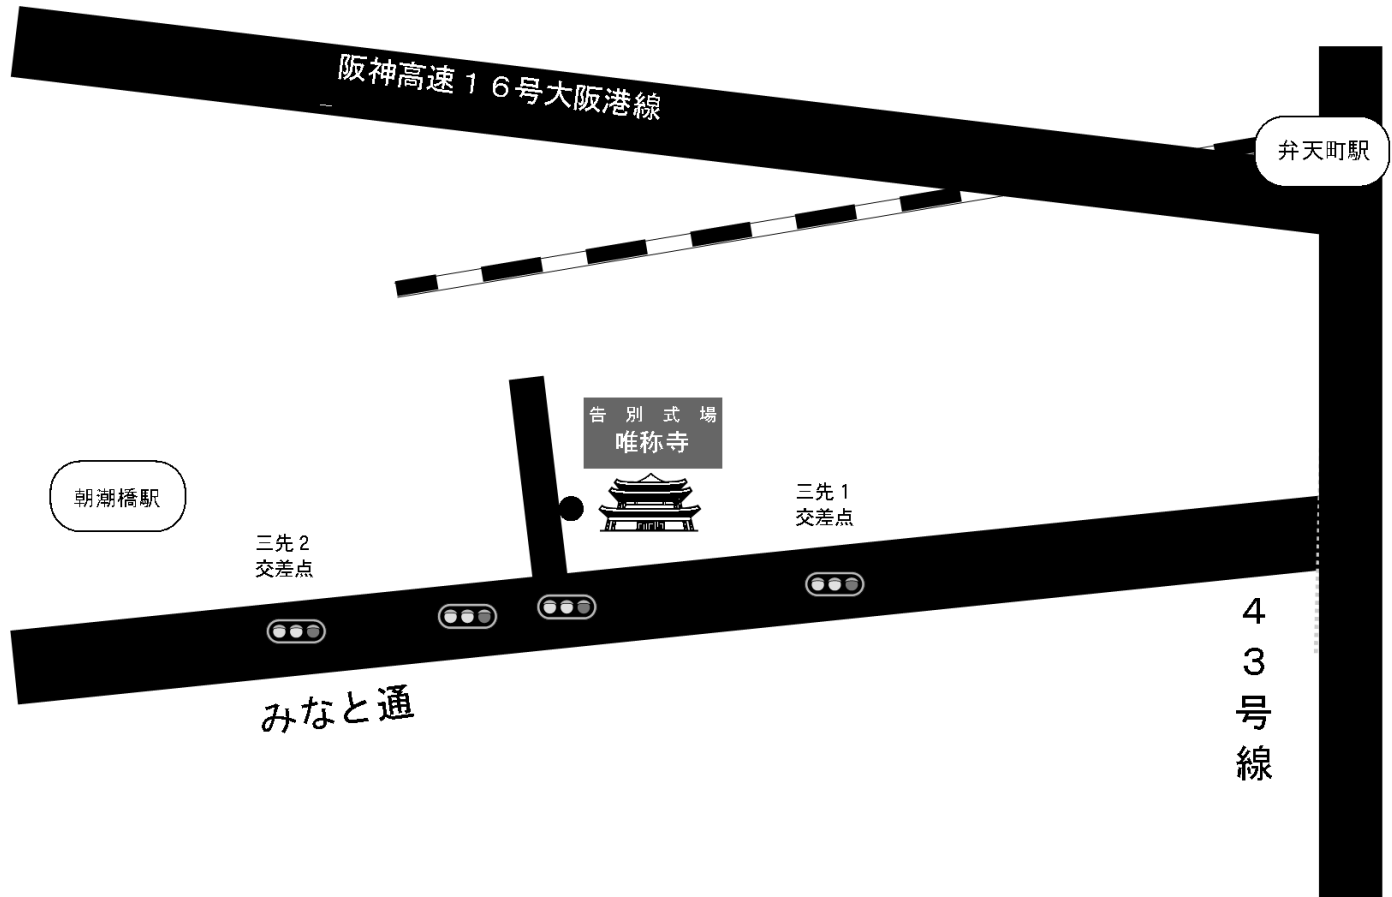 阪神高速１６号大阪港線
弁天町駅
告別式場
唯称寺
朝潮橋駅
三先1
交差点
三先2
交差点
みなと通
４３号線